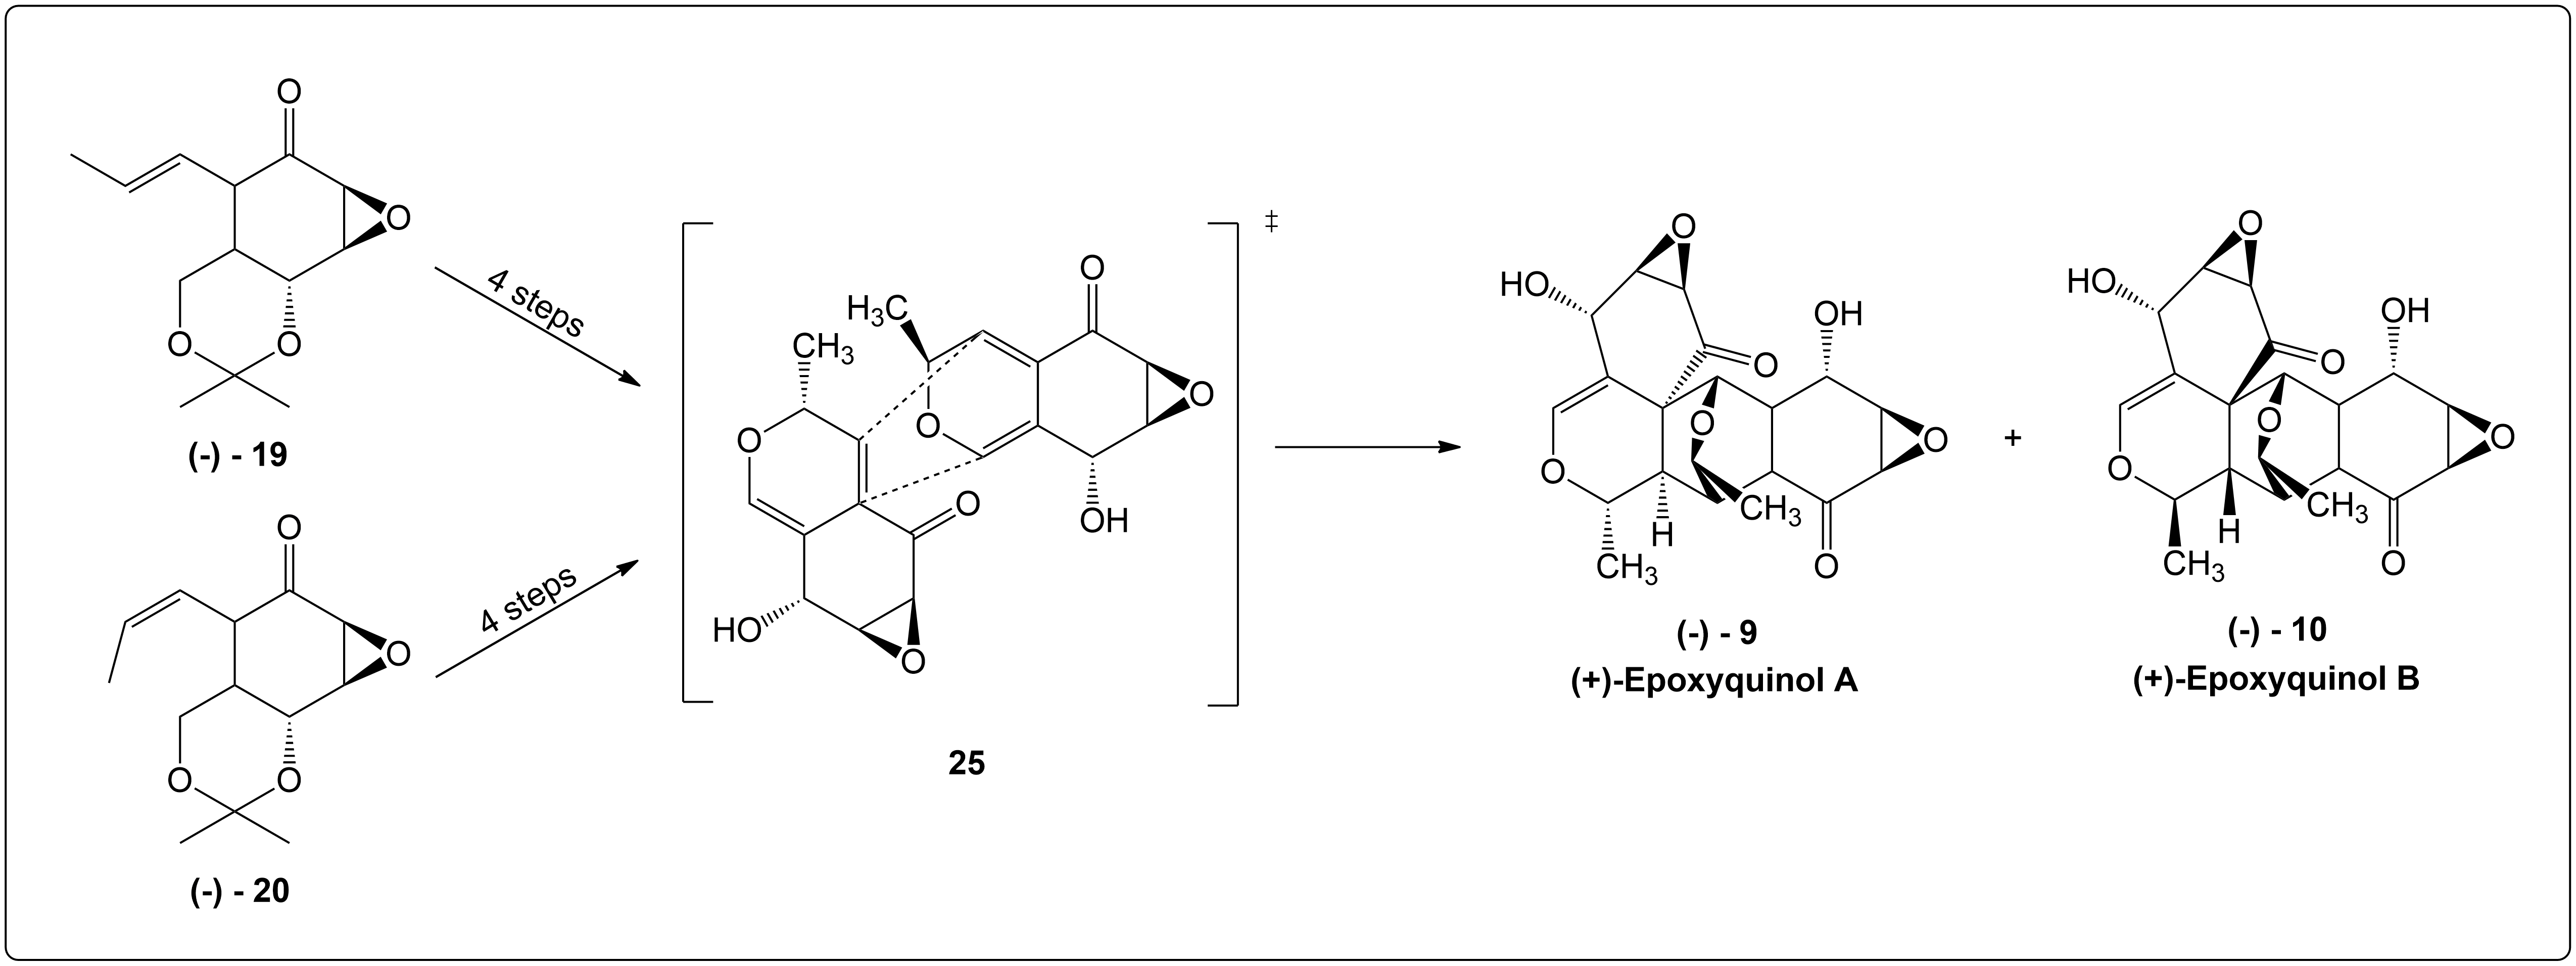 O
O
O
O
(-) - 19
4 steps
O
O
O
O
(-) - 20
4 steps
‡
H3C
CH3
O
O
O
O
O
OH
HO
O
25
O
HO
OH
O
O
O
O
CH3
H
CH3
O
(-) - 9
(+)-Epoxyquinol A
+
O
HO
OH
O
O
O
O
CH3
H
CH3
O
(-) - 10
(+)-Epoxyquinol B